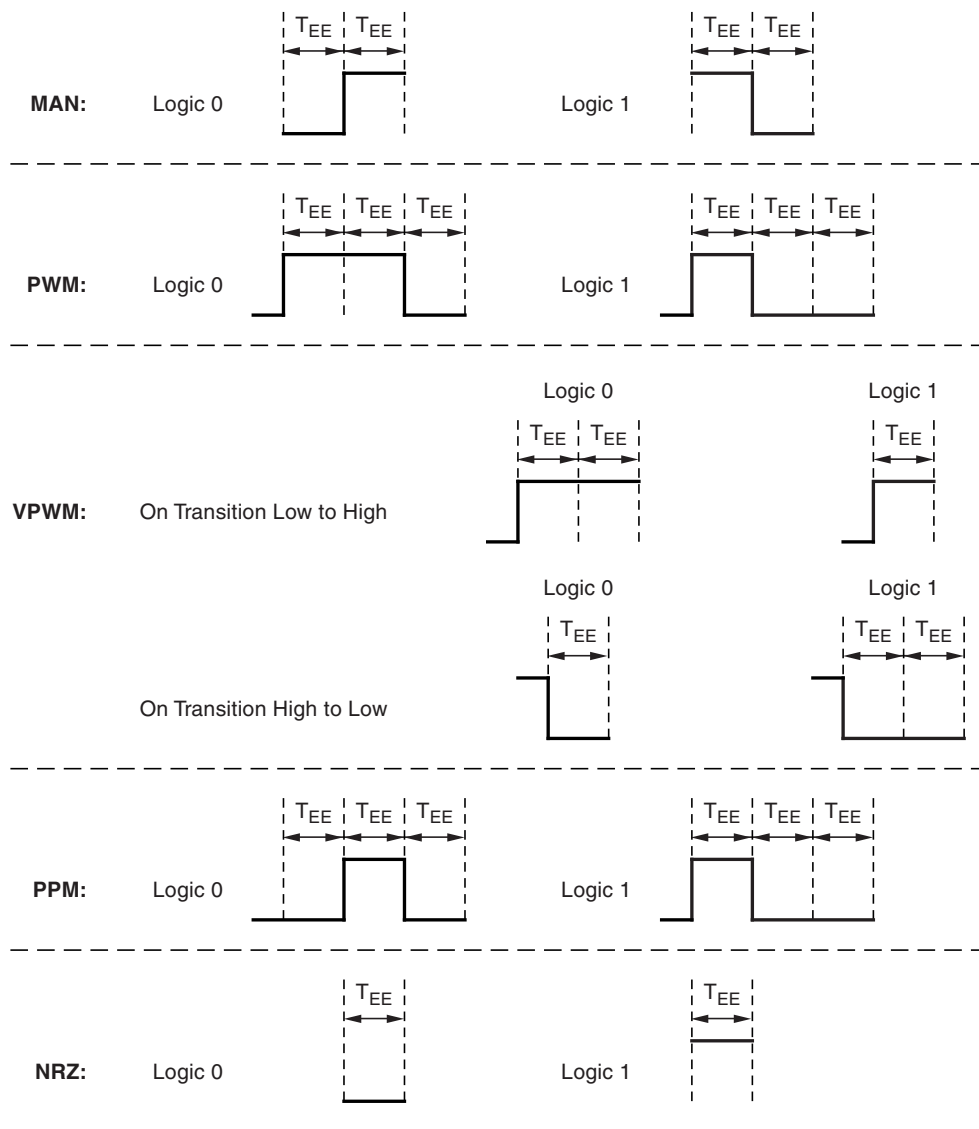 T_EE T_EE T_EE T_EE
MAN: Logic 0 Logic 1
T_EE T_EE T_EE T_EE T_EE T_EE
PWM: Logic 0 Logic 1
Logic 0 Logic 1
T_EE T_EE T_EE
VPWM: On Transition Low to High
Logic 0 Logic 1
T_EE T_EE T_EE
On Transition High to Low
T_EE T_EE T_EE T_EE T_EE T_EE
PPM: Logic 0 Logic 1
T_EE T_EE
NRZ: Logic 0 Logic 1